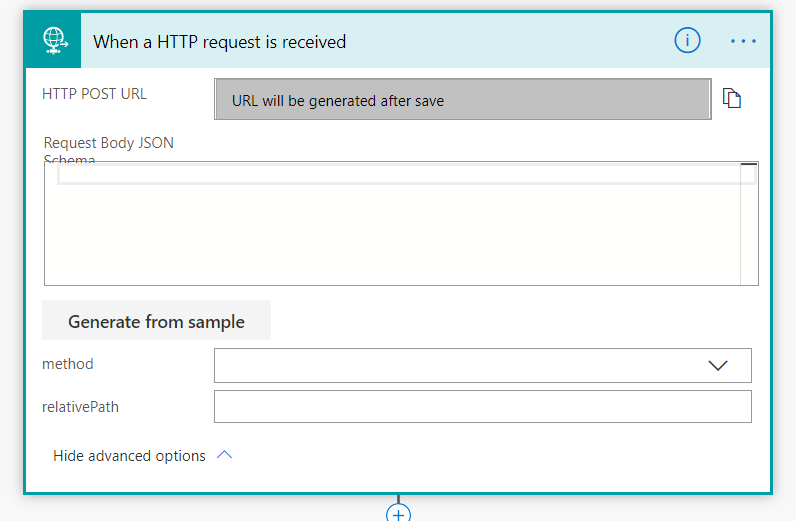 When a HTTP request is received
HTTP POST URL
URL will be generated after save
Request Body JSON
Schema
Generate from sample
method
relativePath
Hide advanced options